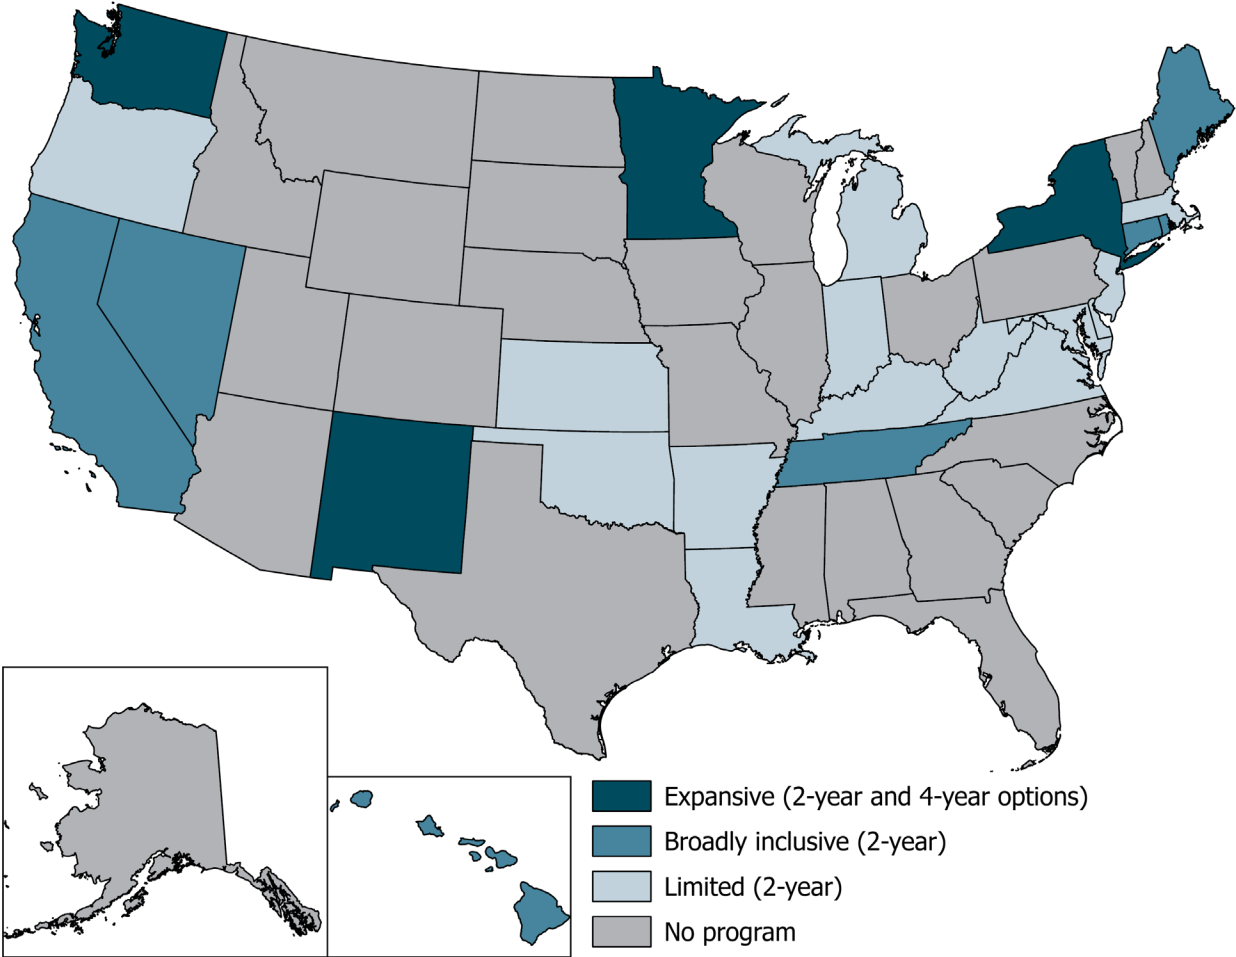 Expansive (2-year and 4-year options)
Broadly inclusive (2-year)
Limited (2-year)
No program